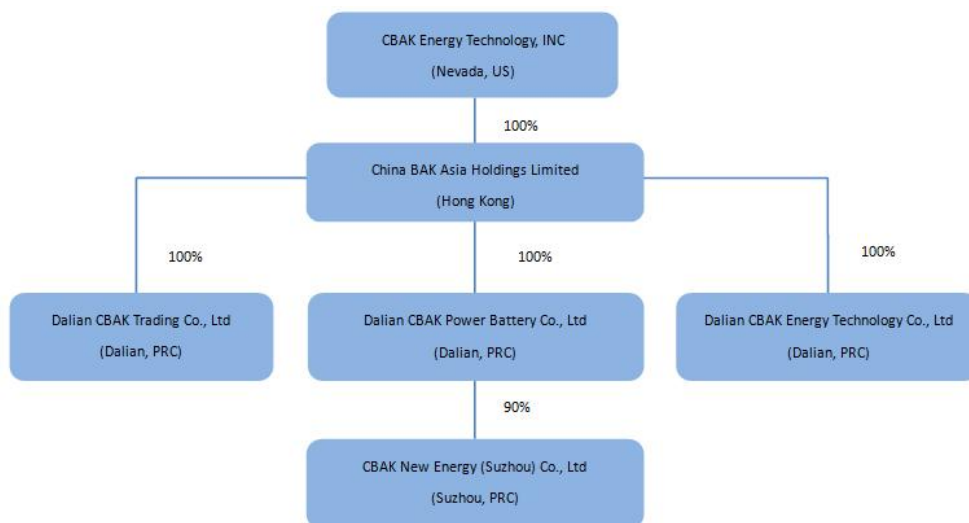 CBAK Energy Technology, INC
(Nevada, US)
100%
China BAK Asia Holdings Limited
(Hong Kong)
100%
100%
100%
Dalian CBAK Trading Co., Ltd
(Dalian, PRC)
Dalian CBAK Power Battery Co., Ltd
(Dalian, PRC)
Dalian CBAK Energy Technology Co., Ltd
(Dalian, PRC)
90%
CBAK New Energy (Suzhou) Co., Ltd
(Suzhou, PRC)